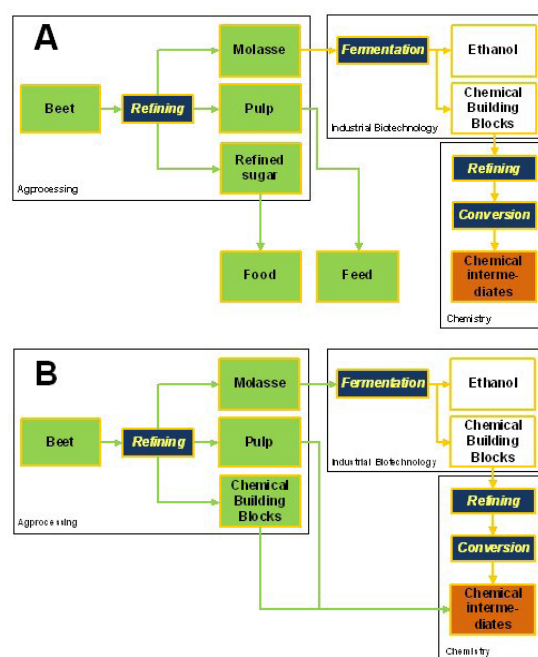 A
Molasse
Fermentation
Ethanol
Beet
Refining
Pulp
Chemical
Building
Blocks
Industrial Biotechnology
Refined
sugar
Agprocessing
Refining
Conversion
Food
Feed
Chemical
interme-
diates
Chemistry
B
Molasse
Fermentation
Ethanol
Beet
Refining
Pulp
Chemical
Building
Blocks
Industrial Biotechnology
Chemical
Building
Blocks
Agprocessing
Refining
Conversion
Chemical
interme-
diates
Chemistry